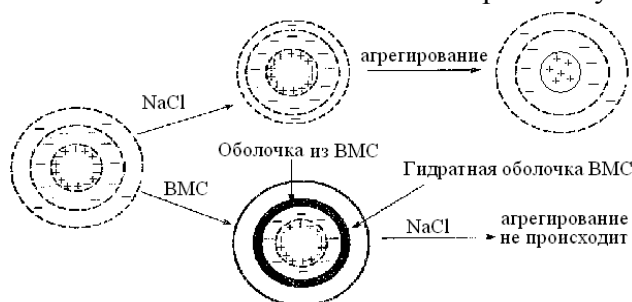 агрегирование
NaCl
Оболочка из ВМС
Гидратная оболочка ВМС
ВМС
NaCl
агрегирование
не происходит